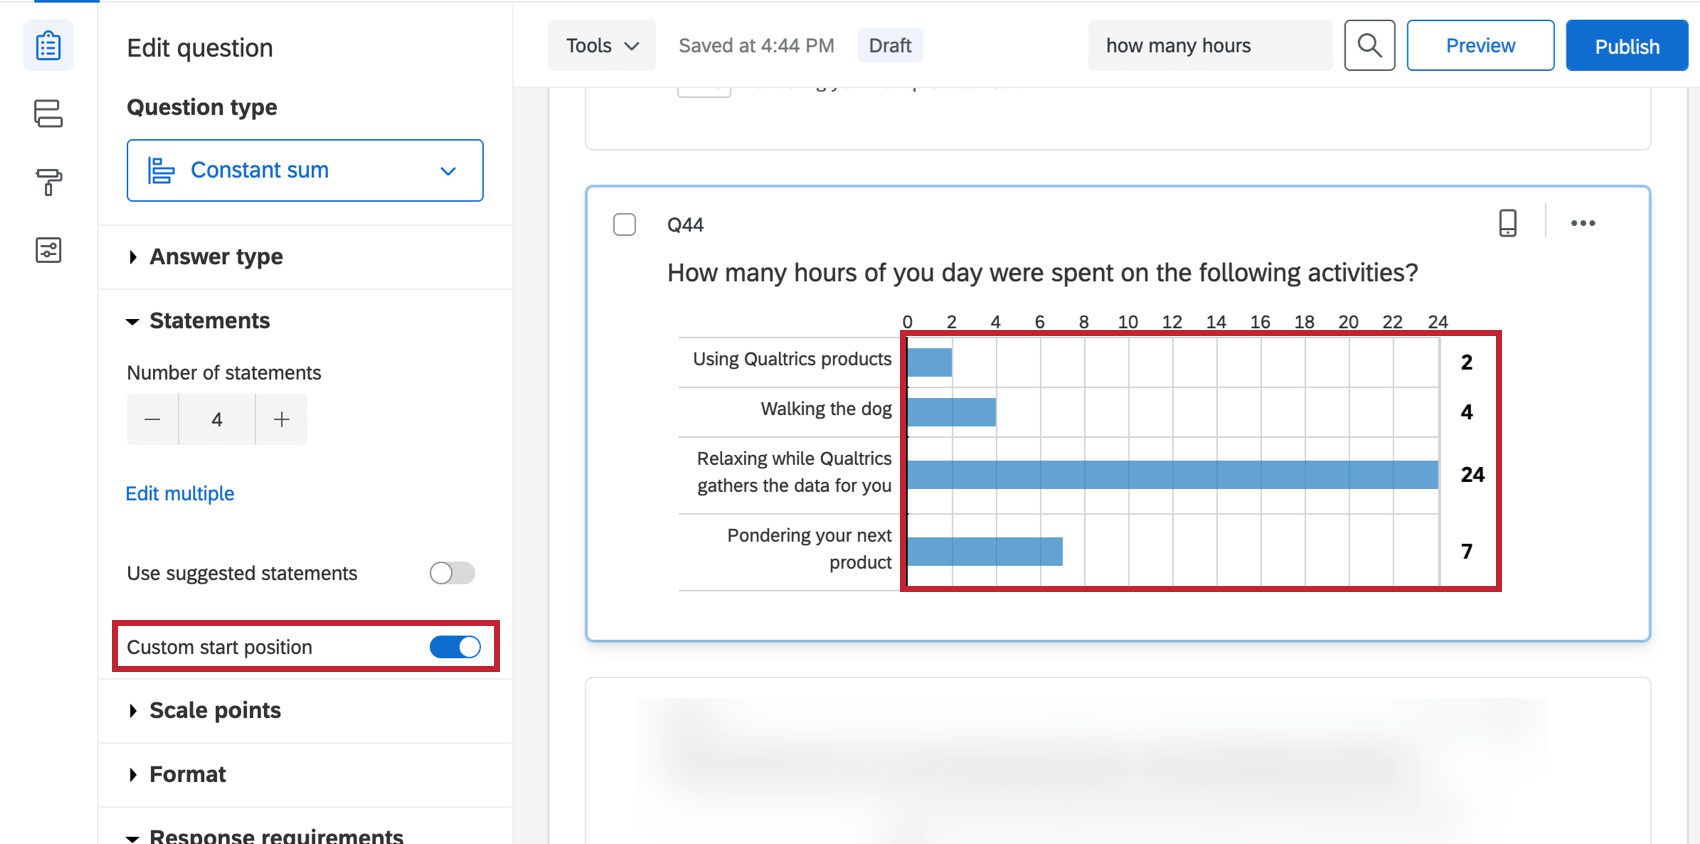 Edit question
Question type
Constant sum
Answer type
Statements
Number of statements
4
Edit multiple
Use suggested statements
Custom start position
Scale points
Format
Response requirements
Tools
Saved at 4:44 PM
Draft
how many hours
Preview
Publish
Q44
How many hours of you day were spent on the following activities?
0 2 4 6 8 10 12 14 16 18 20 22 24
Using Qualtrics products
2
Walking the dog
4
Relaxing while Qualtrics
gathers the data for you
24
Pondering your next
product
7